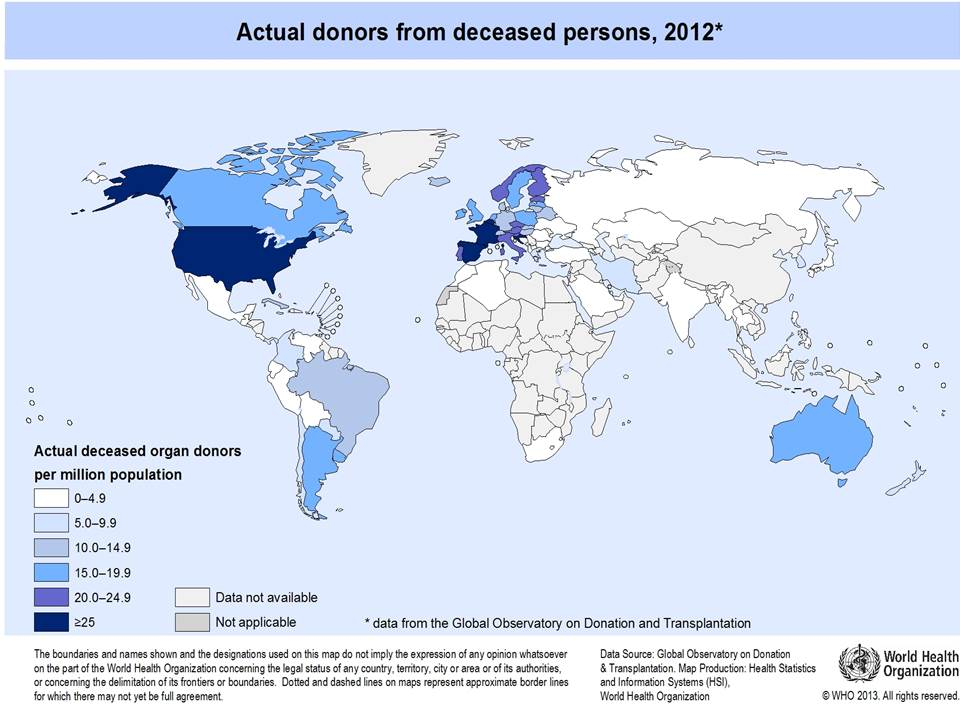 Actual donors from deceased persons, 2012*
Actual deceased organ donors
per million population
0–4.9
5.0–9.9
10.0–14.9
15.0–19.9
20.0–24.9
≥25
Data not available
Not applicable
* data from the Global Observatory on Donation and Transplantation
The boundaries and names shown and the designations used on this map do not imply the expression of any opinion whatsoever
on the part of the World Health Organization concerning the legal status of any country, territory, city or area or of its authorities,
or concerning the delimitation of its frontiers or boundaries. Dotted and dashed lines on maps represent approximate border lines
for which there may not yet be full agreement.
Data Source: Global Observatory on Donation
& Transplantation. Map Production: Health Statistics
and Information Systems (HSI),
World Health Organization
World Health
Organization
© WHO 2013. All rights reserved.